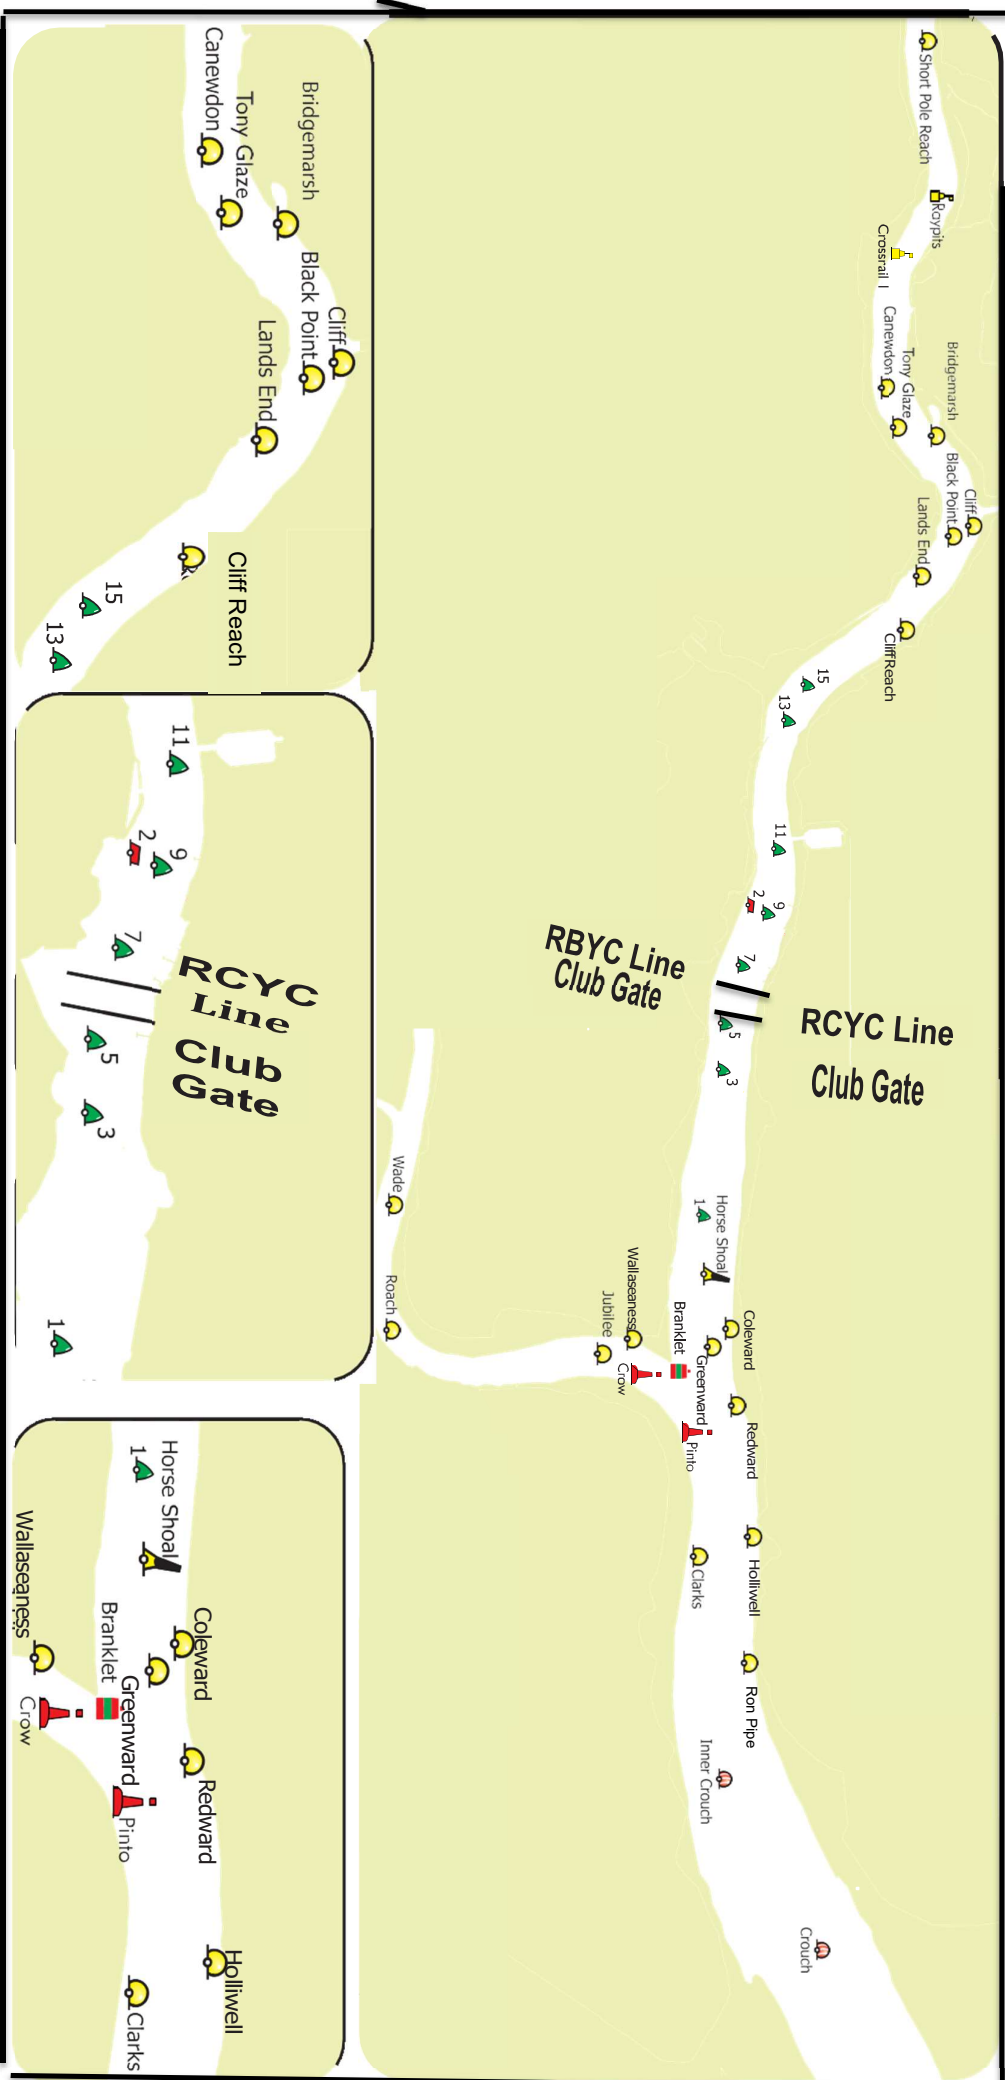 Canewdon
Tony Glaze
Bridgemarsh
Black Point
Cliff
Lands End
Cliff Reach
15
13
11
2
9
7
RCYC
Line
Club
Gate
5
3
1
1
Horse Shoal
Wallaseaness
Branklet
Coleward
Greenward
Crow
Pinto
Redward
Holliwell
Clarks
Short Pole Reach
Raypits
Crossrail 1
Canewdon
Tony Glaze
Bridgemarsh
Black Point
Cliff
Lands End
Cliff Reach
15
13
11
2
9
7
RBYC Line
Club Gate
RCYC Line
Club Gate
5
3
Wade
Roach
1
Horse Shoal
Wallaseaness
Jubilee
Branklet
Coleward
Greenward
Crow
Pinto
Redward
Holliwell
Clarks
Ron Pipe
Inner Crouch
Crouch